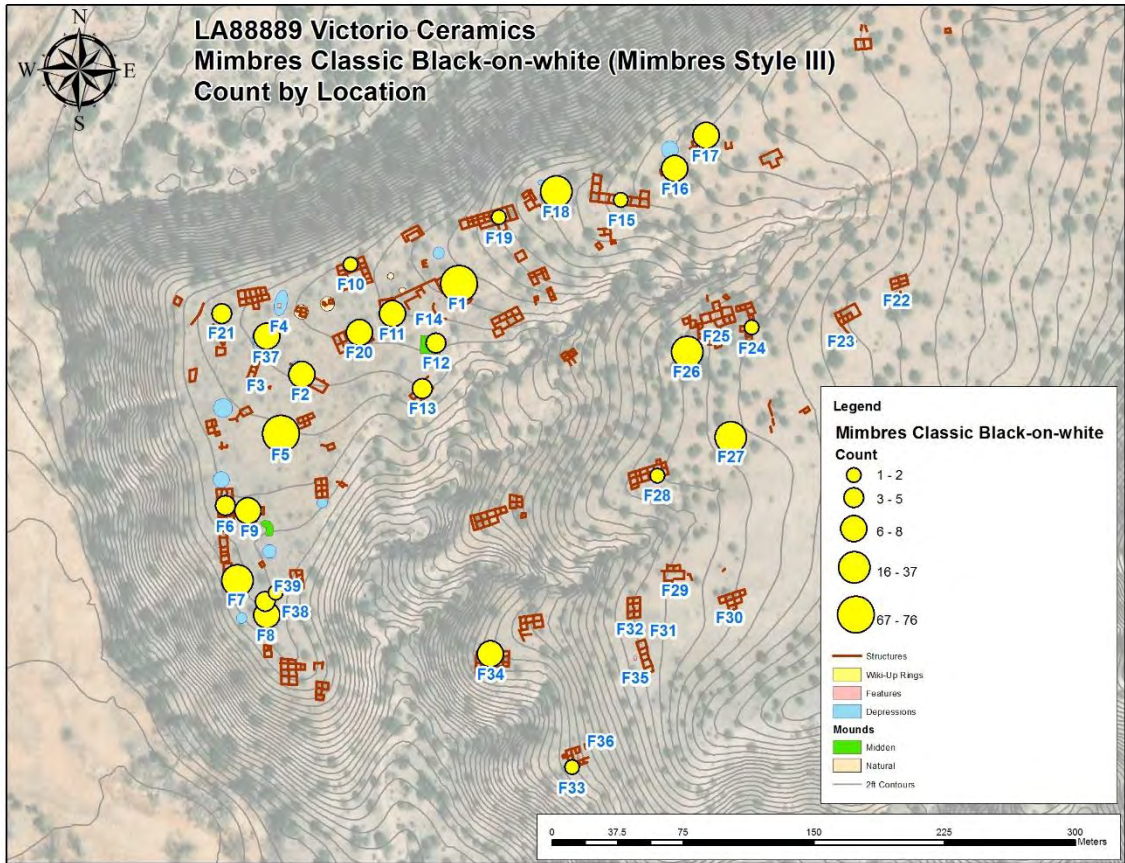 N
W
E
S
LA88889 Victorio Ceramics
Mimbres Classic Black-on-white (Mimbres Style III)
Count by Location
F17
F16
F18
F15
F19
F10
F1
F22
F21
F4
F14
F11
F25
F24
F23
F37
F20
F12
F26
F3
F2
F13
F5
F27
F28
F6
F9
F39
F7
F38
F8
F29
F32
F31
F30
F34
F35
F36
F33
Legend
Mimbres Classic Black-on-white
Count
1 - 2
3 - 5
6 - 8
16 - 37
67 - 76
Structures
Wiki-Up Rings
Features
Depressions
Mounds
Midden
Natural
2ft Contours
0 37.5 75 150 225 300
Meters